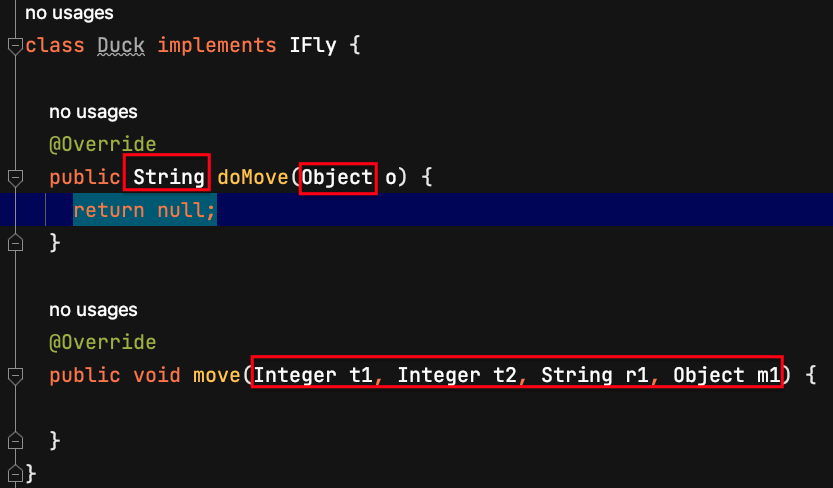 no usages
class Duck implements IFly {
no usages
@Override
public String doMove(Object o) {
return null;
}
no usages
@Override
public void move(Integer t1, Integer t2, String r1, Object m1) {
}
}